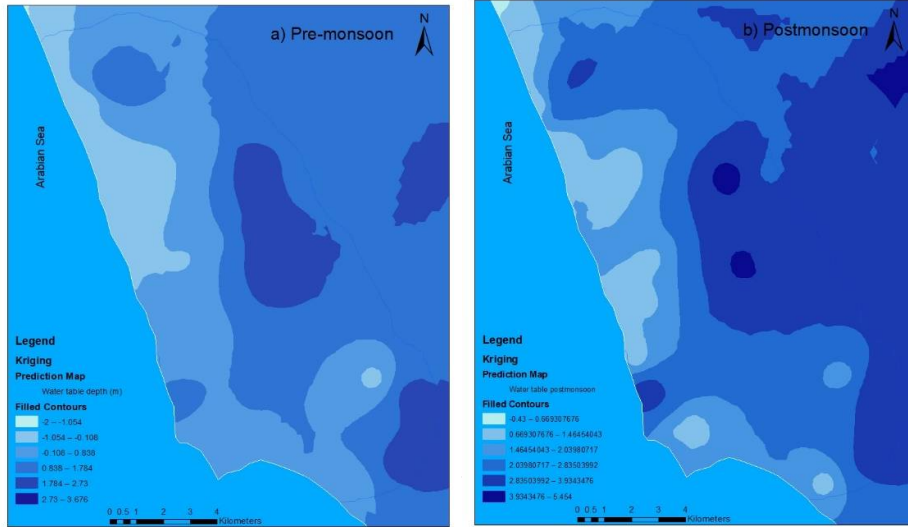 a) Pre-monsoon
N
Arabian Sea
Legend
Kriging
Prediction Map
Water table depth (m)
Filled Contours
-2 – -1.054
-1.054 – -0.108
-0.108 – 0.838
0.838 – 1.784
1.784 – 2.73
2.73 – 3.676
0 0.5 1 2 3 4
Kilometers
b) Postmonsoon
N
Arabian Sea
Legend
Kriging
Prediction Map
Water table postmonsoon
Filled Contours
-0.43 – 0.669307676
0.669307676 – 1.46454043
1.46454043 – 2.03980717
2.03980717 – 2.83503992
2.83503992 – 3.9343476
3.9343476 – 5.454
0 0.5 1 2 3 4
Kilometers